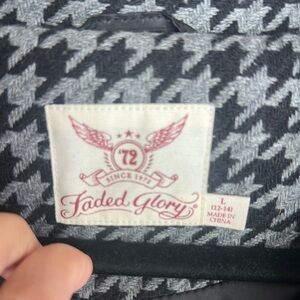 '72
SINCE 1972
Faded Glory
L
(12-14)
MADE IN
CHINA